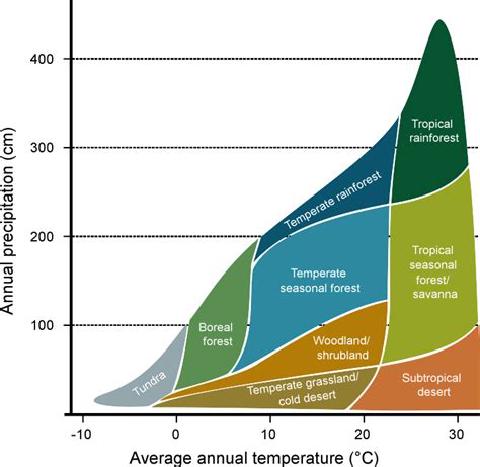 Annual precipitation (cm)
400
300
200
100
Tropical
rainforest
Temperate rainforest
Tropical
seasonal
forest/
savanna
Temperate
seasonal forest
Boreal
forest
Woodland/
shrubland
Tundra
Temperate grassland/
cold desert
Subtropical
desert
-10
0
10
20
30
Average annual temperature (°C)